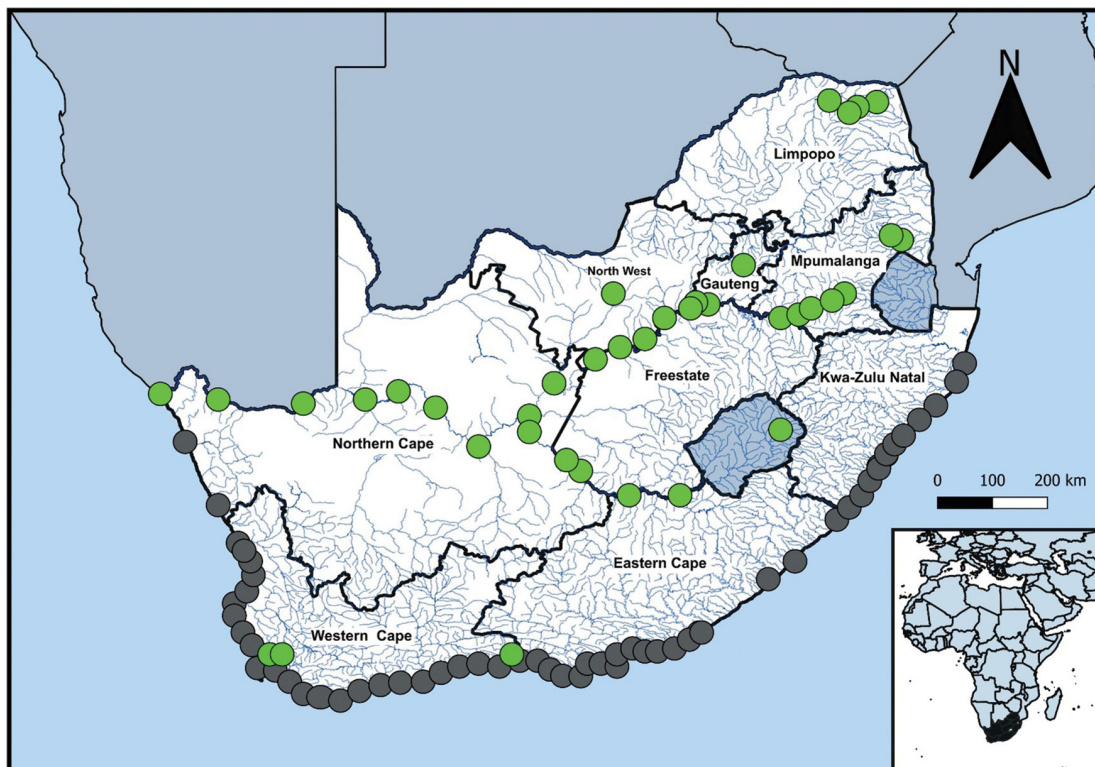 N
Limpopo
Mpumalanga
North West
Gauteng
Freestate
Kwa-Zulu Natal
Northern Cape
0 100 200 km
Eastern Cape
Western Cape